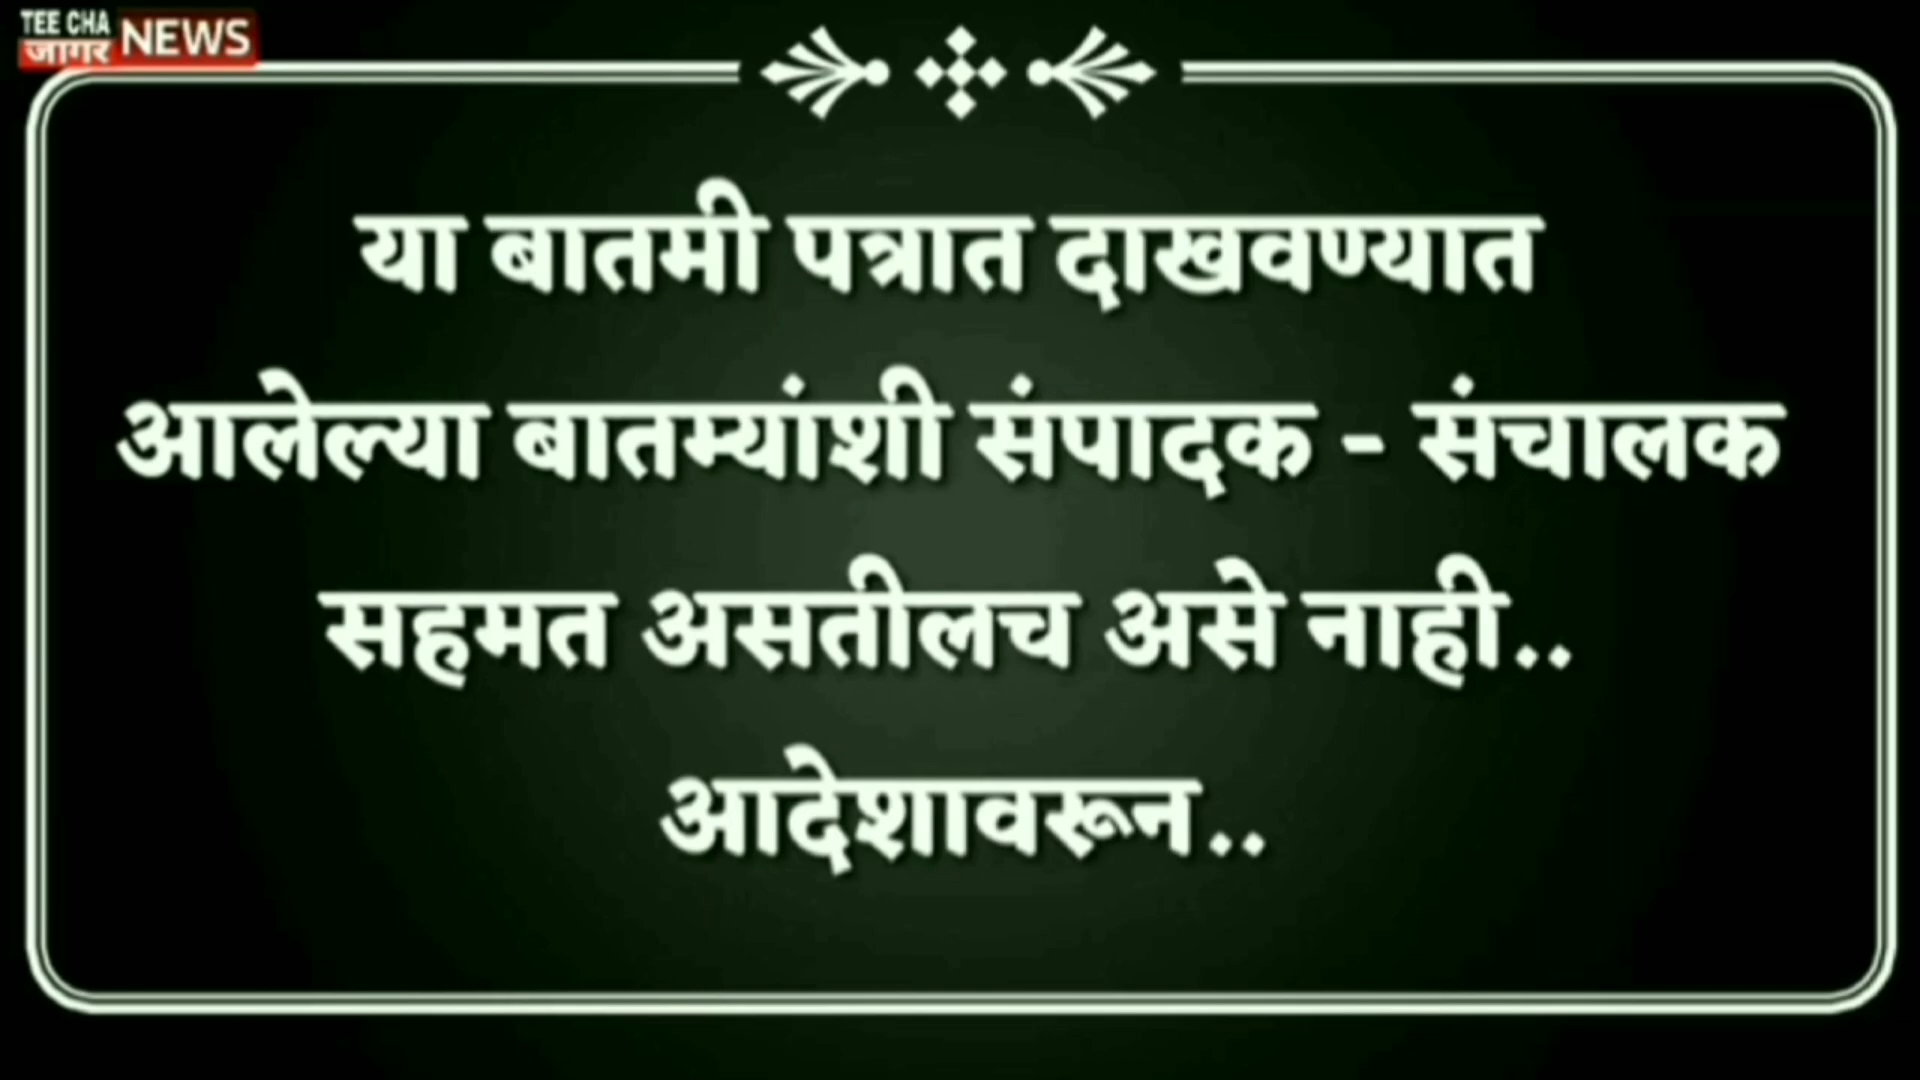 TEE CHA
जागर NEWS
या बातमी पत्रात दाखवण्यात
आलेल्या बातम्यांशी संपादक - संचालक
सहमत असतीलच असे नाही..
आदेशावरून..